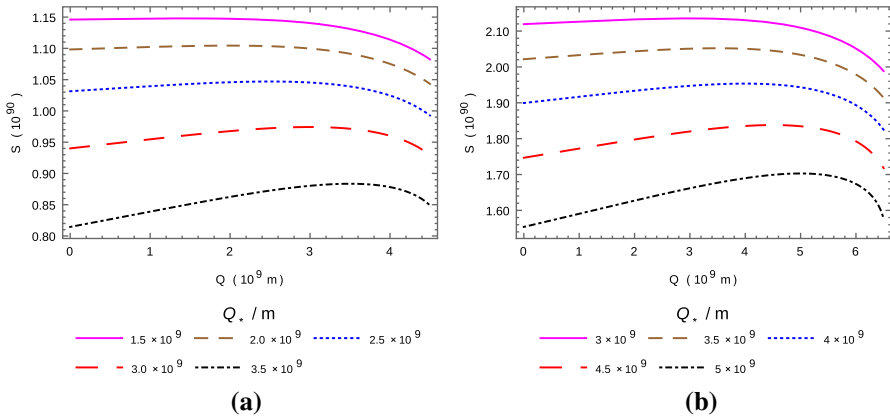 1.15
1.10
1.05
1.00
0.95
0.90
0.85
0.80
S ( 10^90 )
0 1 2 3 4
Q ( 10^9 m )
Q_* / m
1.5 × 10^9 2.0 × 10^9 2.5 × 10^9
3.0 × 10^9 3.5 × 10^9
(a)
2.10
2.00
1.90
1.80
1.70
1.60
S ( 10^90 )
0 1 2 3 4 5 6
Q ( 10^9 m )
Q_* / m
3 × 10^9 3.5 × 10^9 4 × 10^9
4.5 × 10^9 5 × 10^9
(b)